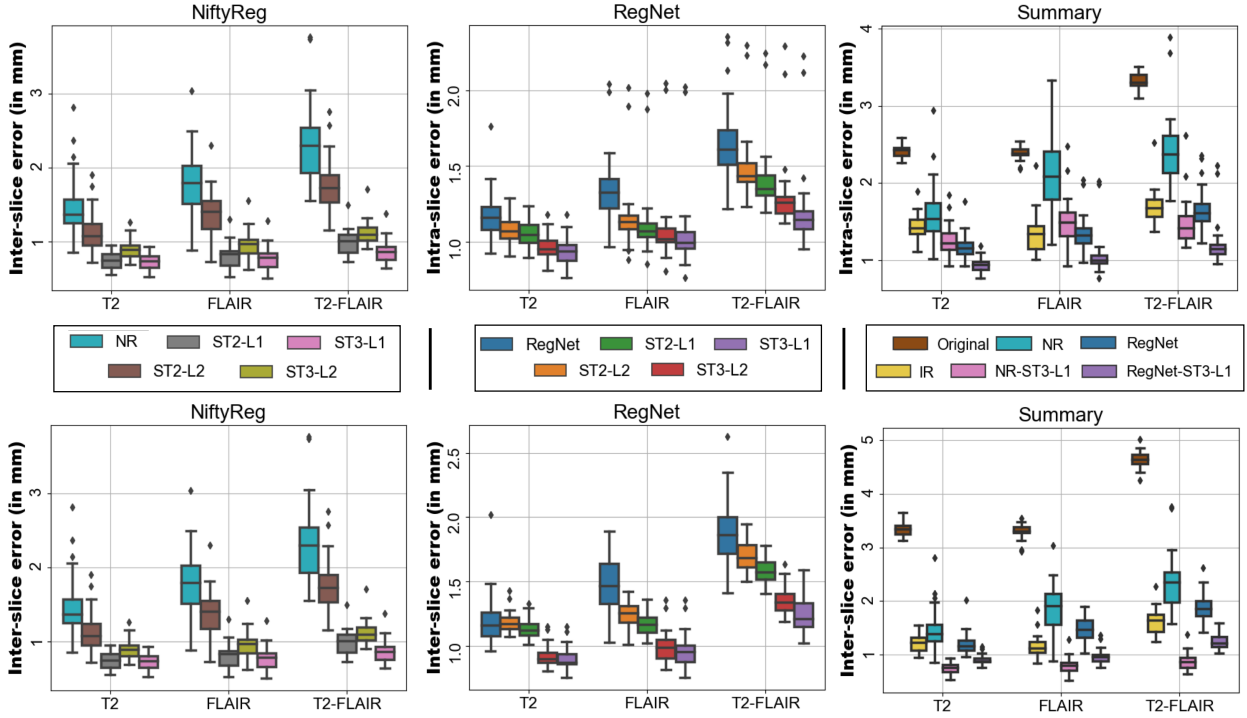 NiftyReg
RegNet
Summary
Inter-slice error (in mm)
3
2
1
T2
FLAIR
T2-FLAIR
Intra-slice error (in mm)
2.0
1.5
1.0
T2
FLAIR
T2-FLAIR
Intra-slice error (in mm)
4
3
2
1
T2
FLAIR
T2-FLAIR
NR
ST2-L1
ST3-L1
ST2-L2
ST3-L2
RegNet
ST2-L1
ST3-L1
ST2-L2
ST3-L2
Original
NR
RegNet
IR
NR-ST3-L1
RegNet-ST3-L1
NiftyReg
RegNet
Summary
Inter-slice error (in mm)
3
2
1
T2
FLAIR
T2-FLAIR
Inter-slice error (in mm)
2.5
2.0
1.5
1.0
T2
FLAIR
T2-FLAIR
Inter-slice error (in mm)
5
4
3
2
1
T2
FLAIR
T2-FLAIR